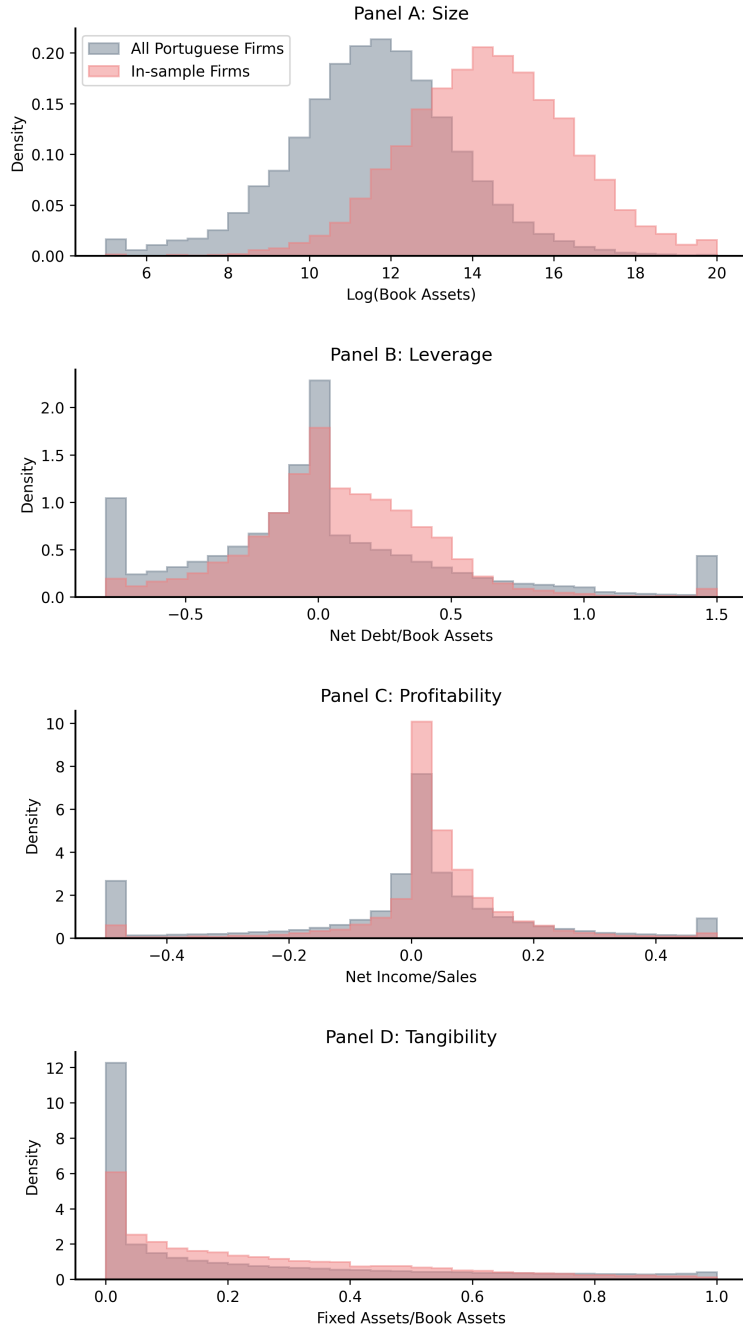 Panel A: Size
All Portuguese Firms
In-sample Firms
Density
0.20
0.15
0.10
0.05
0.00
6 8 10 12 14 16 18 20
Log(Book Assets)
Panel B: Leverage
Density
2.0
1.5
1.0
0.5
0.0
−0.5 0.0 0.5 1.0 1.5
Net Debt/Book Assets
Panel C: Profitability
Density
10
8
6
4
2
0
−0.4 −0.2 0.0 0.2 0.4
Net Income/Sales
Panel D: Tangibility
Density
12
10
8
6
4
2
0
0.0 0.2 0.4 0.6 0.8 1.0
Fixed Assets/Book Assets